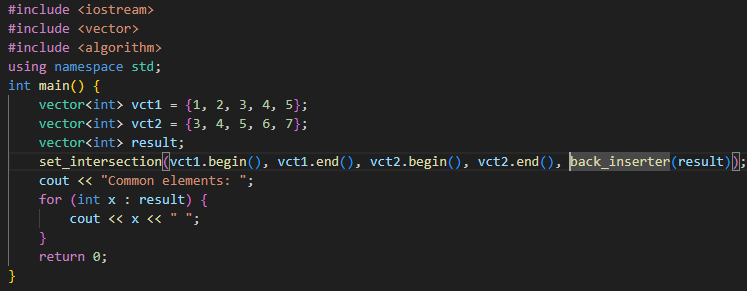 #include <iostream>
#include <vector>
#include <algorithm>
using namespace std;
int main() {
    vector<int> vct1 = {1, 2, 3, 4, 5};
    vector<int> vct2 = {3, 4, 5, 6, 7};
    vector<int> result;
    set_intersection(vct1.begin(), vct1.end(), vct2.begin(), vct2.end(), back_inserter(result));
    cout << "Common elements: ";
    for (int x : result) {
        cout << x << " ";
    }
    return 0;
}